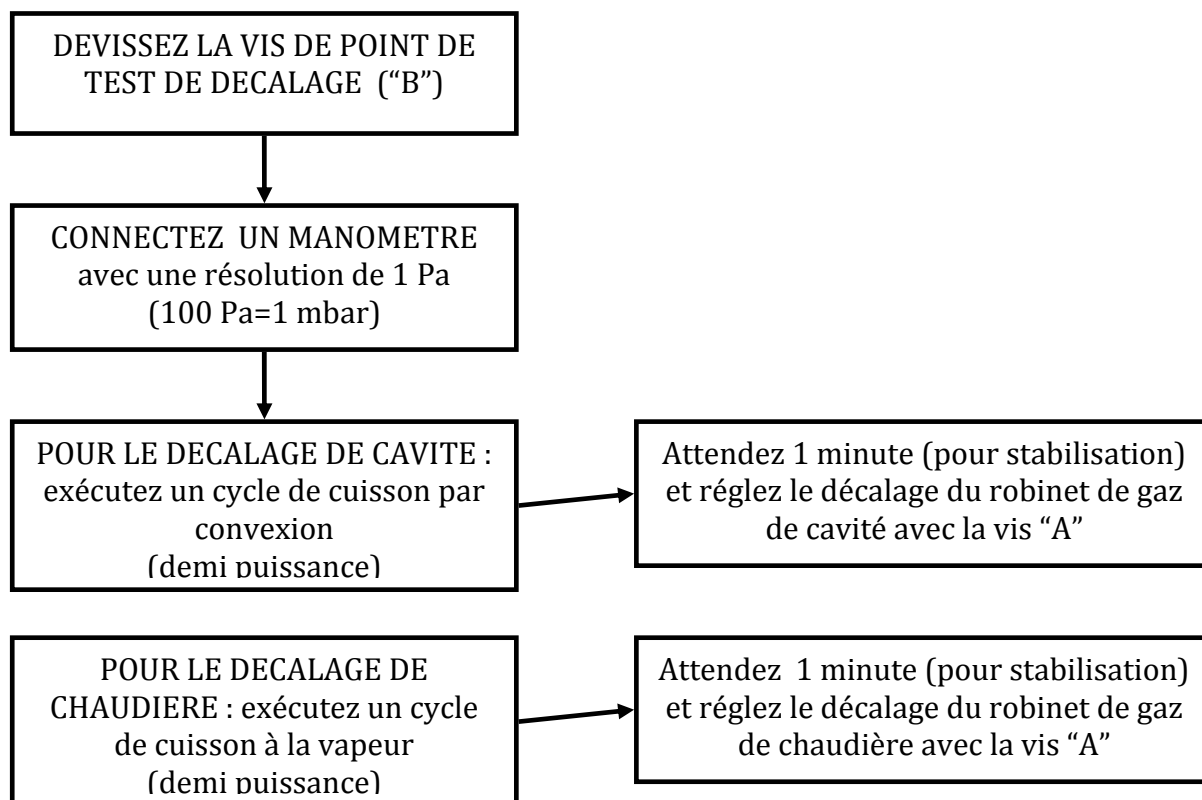 DEVISSEZ LA VIS DE POINT DE
TEST DE DECALAGE (“B”)
CONNECTEZ UN MANOMETRE
avec une résolution de 1 Pa
(100 Pa=1 mbar)
POUR LE DECALAGE DE CAVITE :
exécutez un cycle de cuisson par
convexion
(demi puissance)
Attendez 1 minute (pour stabilisation)
et réglez le décalage du robinet de gaz
de cavité avec la vis “A”
POUR LE DECALAGE DE
CHAUDIERE : exécutez un cycle
de cuisson à la vapeur
(demi puissance)
Attendez 1 minute (pour stabilisation)
et réglez le décalage du robinet de gaz
de chaudière avec la vis “A”